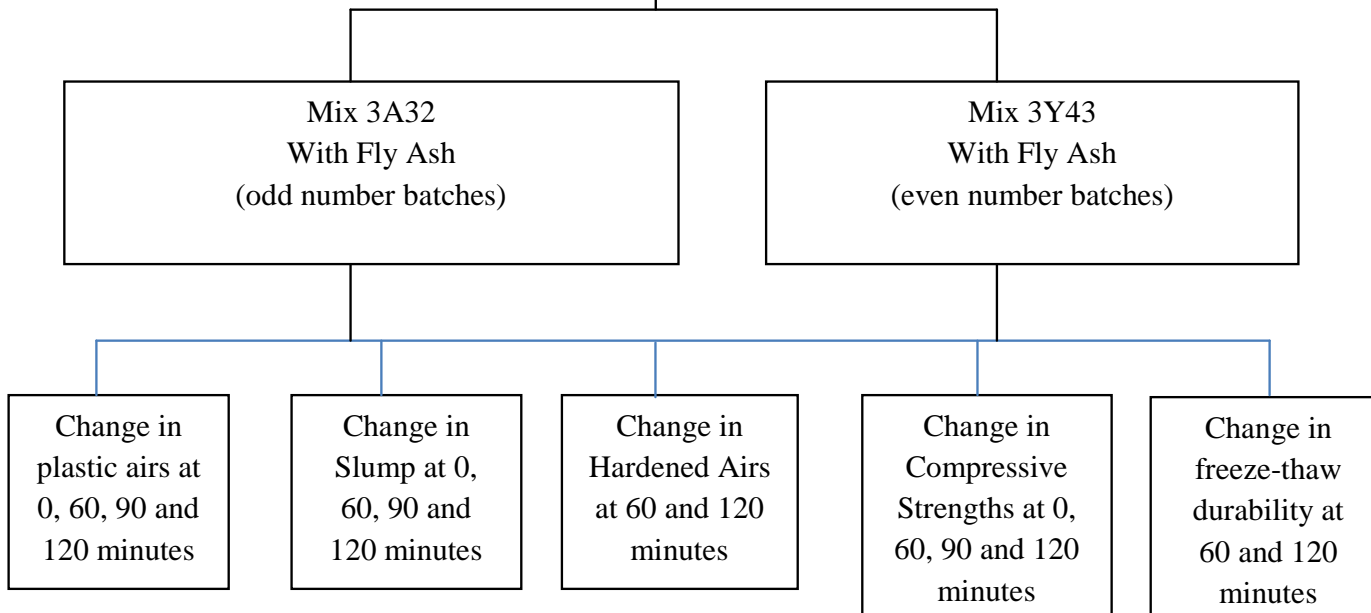 Mix 3A32
With Fly Ash
(odd number batches)
Mix 3Y43
With Fly Ash
(even number batches)
Change in
plastic airs at
0, 60, 90 and
120 minutes
Change in
Slump at 0,
60, 90 and
120 minutes
Change in
Hardened Airs
at 60 and 120
minutes
Change in
Compressive
Strengths at 0,
60, 90 and 120
minutes
Change in
freeze-thaw
durability at
60 and 120
minutes